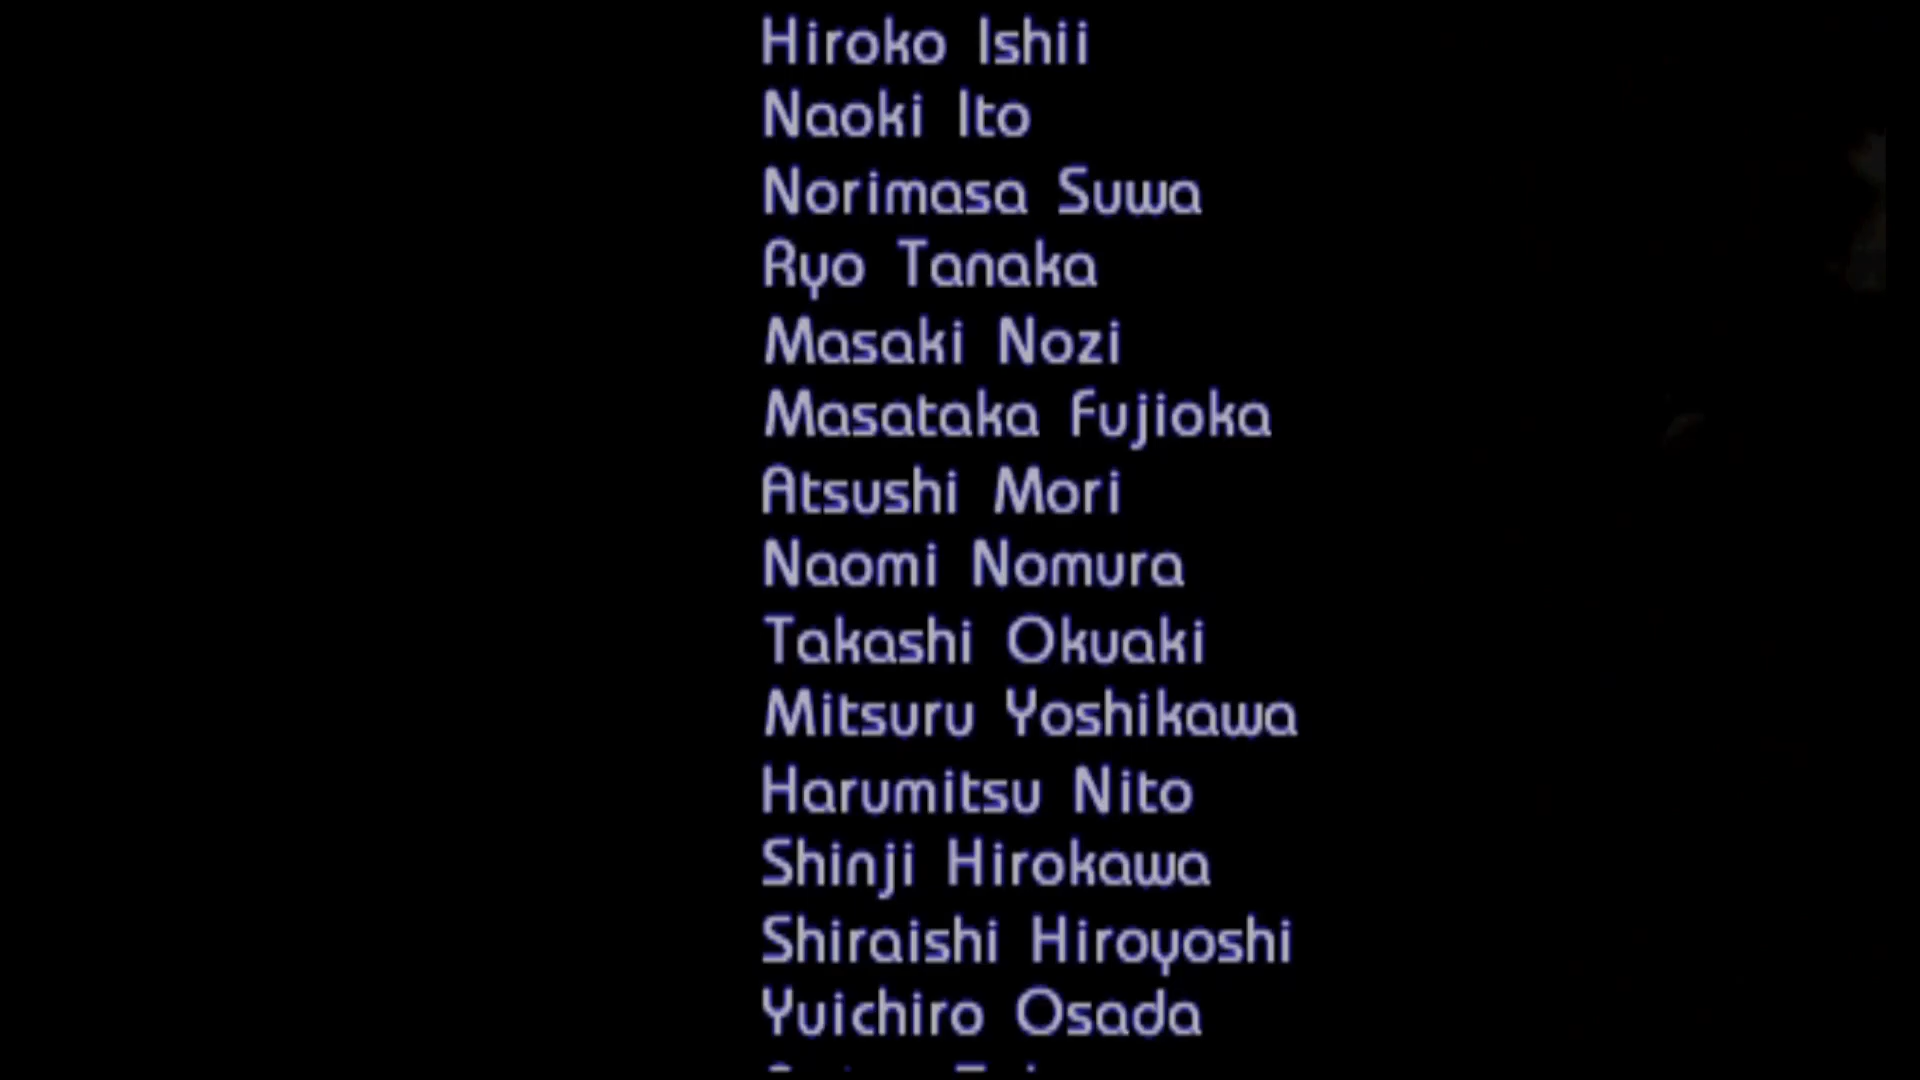 Hiroko Ishii
Naoki Ito
Norimasa Suwa
Ryo Tanaka
Masaki Nozi
Masataka Fujioka
Atsushi Mori
Naomi Nomura
Takashi Okuaki
Mitsuru Yoshikawa
Harumitsu Nito
Shinji Hirokawa
Shiraishi Hiroyoshi
Yuichiro Osada